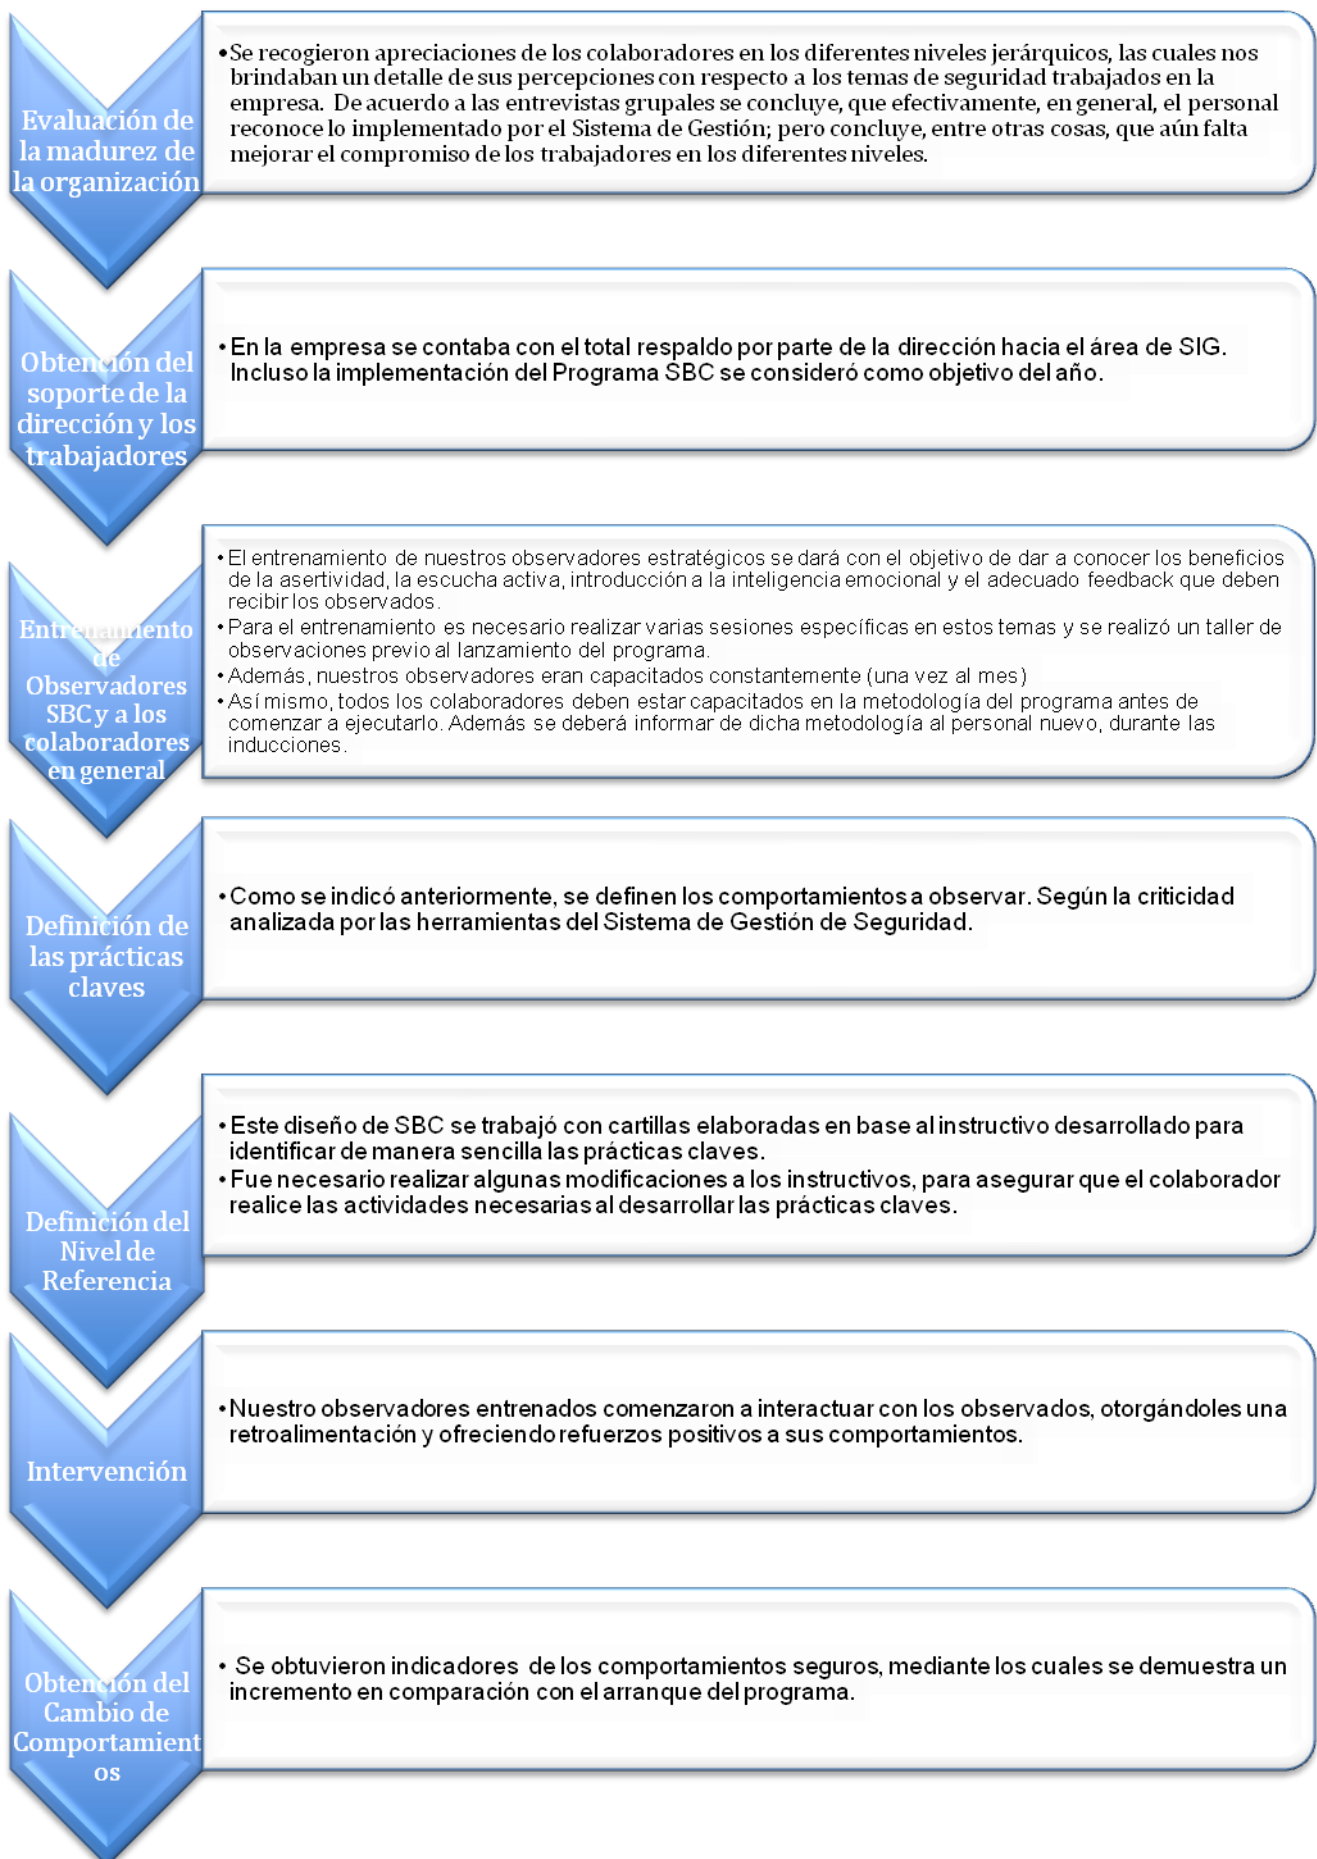 Evaluación de
la madurez de
la organización
•Se recogieron apreciaciones de los colaboradores en los diferentes niveles jerárquicos, las cuales nos
brindaban un detalle de sus percepciones con respecto a los temas de seguridad trabajados en la
empresa. De acuerdo a las entrevistas grupales se concluye, que efectivamente, en general, el personal
reconoce lo implementado por el Sistema de Gestión; pero concluye, entre otras cosas, que aún falta
mejorar el compromiso de los trabajadores en los diferentes niveles.
Obtención del
soporte de la
dirección y los
trabajadores
• En la empresa se contaba con el total respaldo por parte de la dirección hacia el área de SIG.
Incluso la implementación del Programa SBC se consideró como objetivo del año.
Entrenamiento
de
Observadores
SBC y a los
colaboradores
en general
• El entrenamiento de nuestros observadores estratégicos se dará con el objetivo de dar a conocer los beneficios
de la asertividad, la escucha activa, introducción a la inteligencia emocional y el adecuado feedback que deben
recibir los observados.
• Para el entrenamiento es necesario realizar varias sesiones específicas en estos temas y se realizó un taller de
observaciones previo al lanzamiento del programa.
• Además, nuestros observadores eran capacitados constantemente (una vez al mes)
• Así mismo, todos los colaboradores deben estar capacitados en la metodología del programa antes de
comenzar a ejecutarlo. Además se deberá informar de dicha metodología al personal nuevo, durante las
inducciones.
Definición de
las prácticas
claves
• Como se indicó anteriormente, se definen los comportamientos a observar. Según la criticidad
analizada por las herramientas del Sistema de Gestión de Seguridad.
Definición del
Nivel de
Referencia
• Este diseño de SBC se trabajó con cartillas elaboradas en base al instructivo desarrollado para
identificar de manera sencilla las prácticas claves.
• Fue necesario realizar algunas modificaciones a los instructivos, para asegurar que el colaborador
realice las actividades necesarias al desarrollar las prácticas claves.
Intervención
• Nuestro observadores entrenados comenzaron a interactuar con los observados, otorgándoles una
retroalimentación y ofreciendo refuerzos positivos a sus comportamientos.
Obtención del
Cambio de
Comportamient
os
• Se obtuvieron indicadores de los comportamientos seguros, mediante los cuales se demuestra un
incremento en comparación con el arranque del programa.